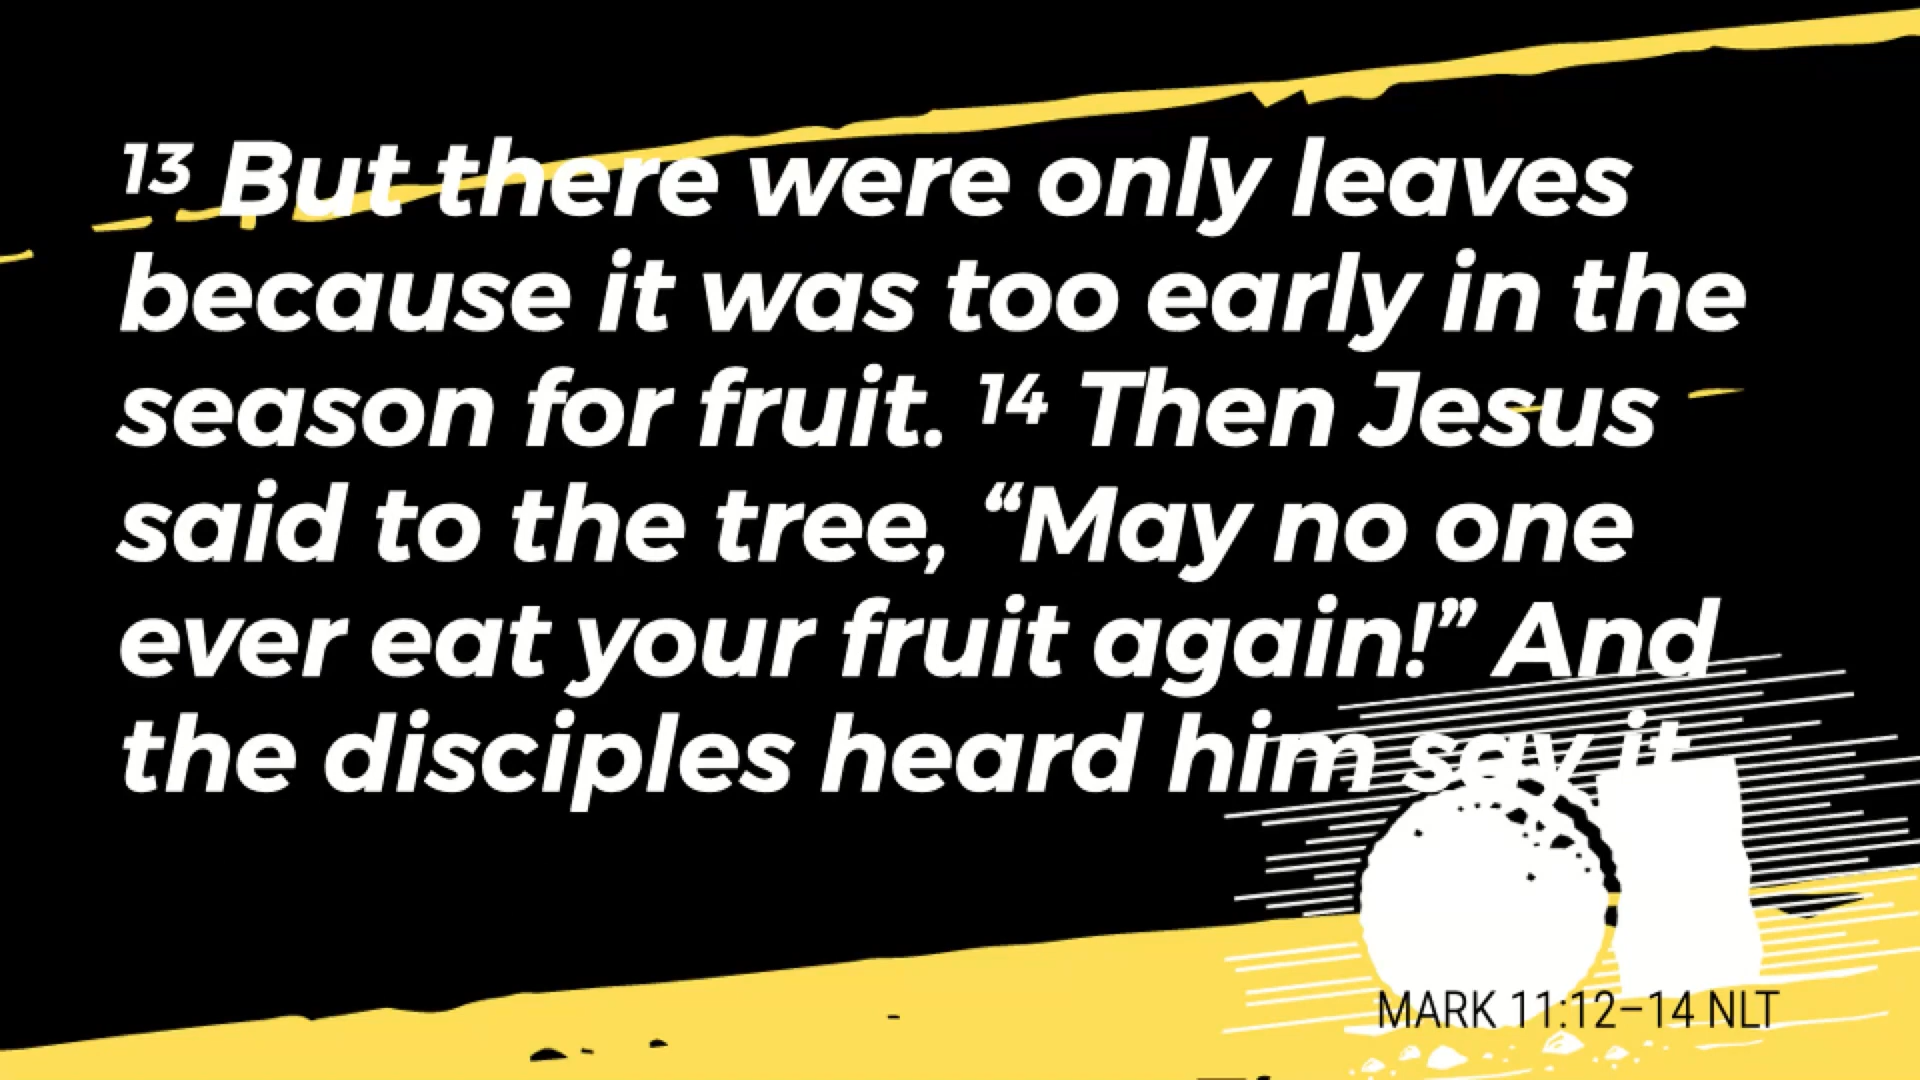 ¹³ But there were only leaves
because it was too early in the
season for fruit. ¹⁴ Then Jesus
said to the tree, “May no one
ever eat your fruit again!” And
the disciples heard him say it
MARK 11:12–14 NLT